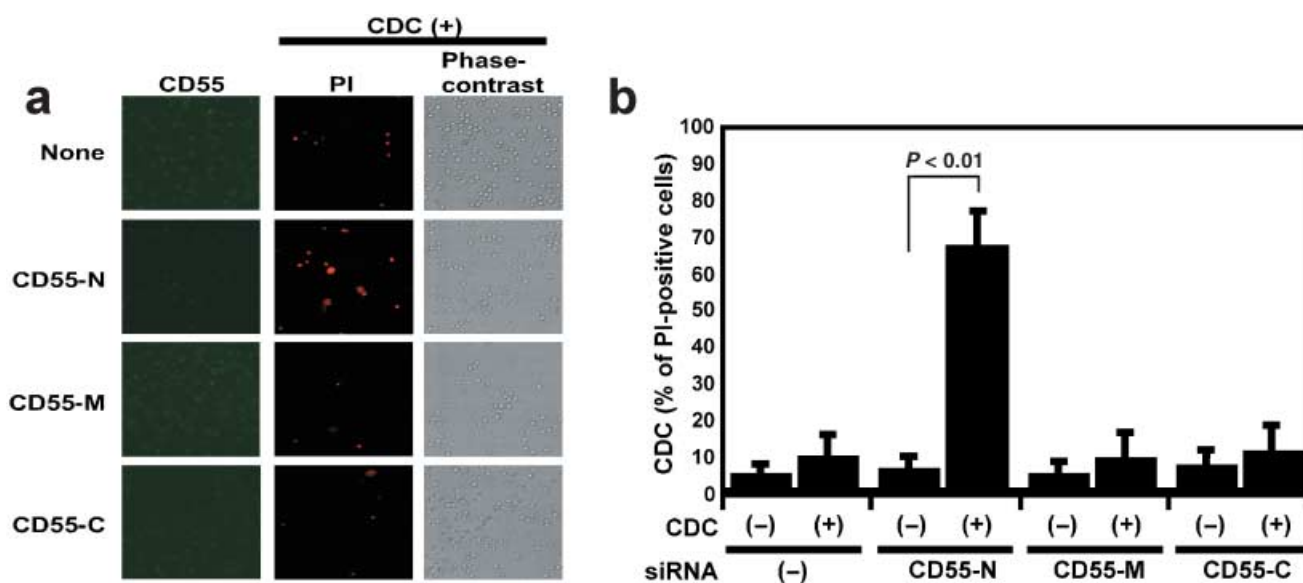 a
CDC (+)
CD55
PI
Phase-
contrast
None
CD55-N
CD55-M
CD55-C
b
CDC (% of PI-positive cells)
100
90
80
70
60
50
40
30
20
10
0
P < 0.01
CDC (–) (+) (–) (+) (–) (+) (–) (+)
siRNA (–) CD55-N CD55-M CD55-C